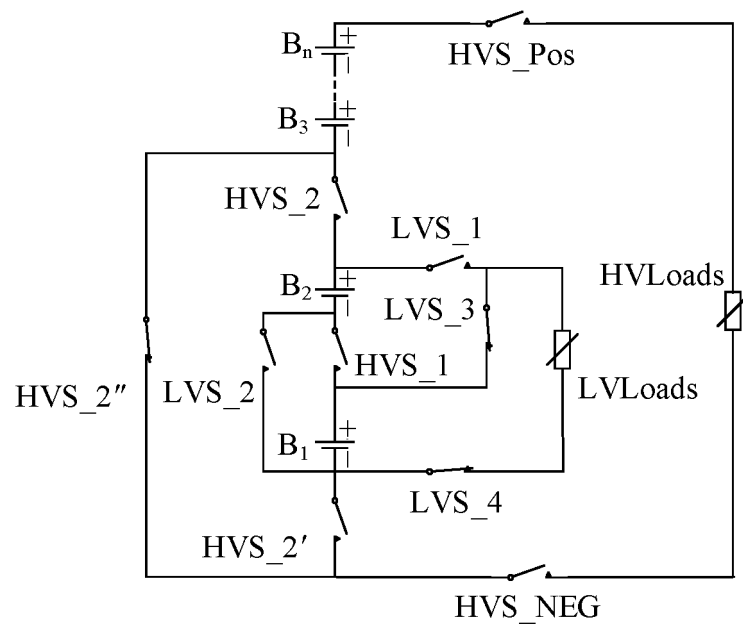 Bn
HVS_Pos
B3
HVS_2
LVS_1
HVLoads
B2
LVS_3
HVS_1
LVS_2
HVS_2″
LVLoads
B1
LVS_4
HVS_2′
HVS_NEG